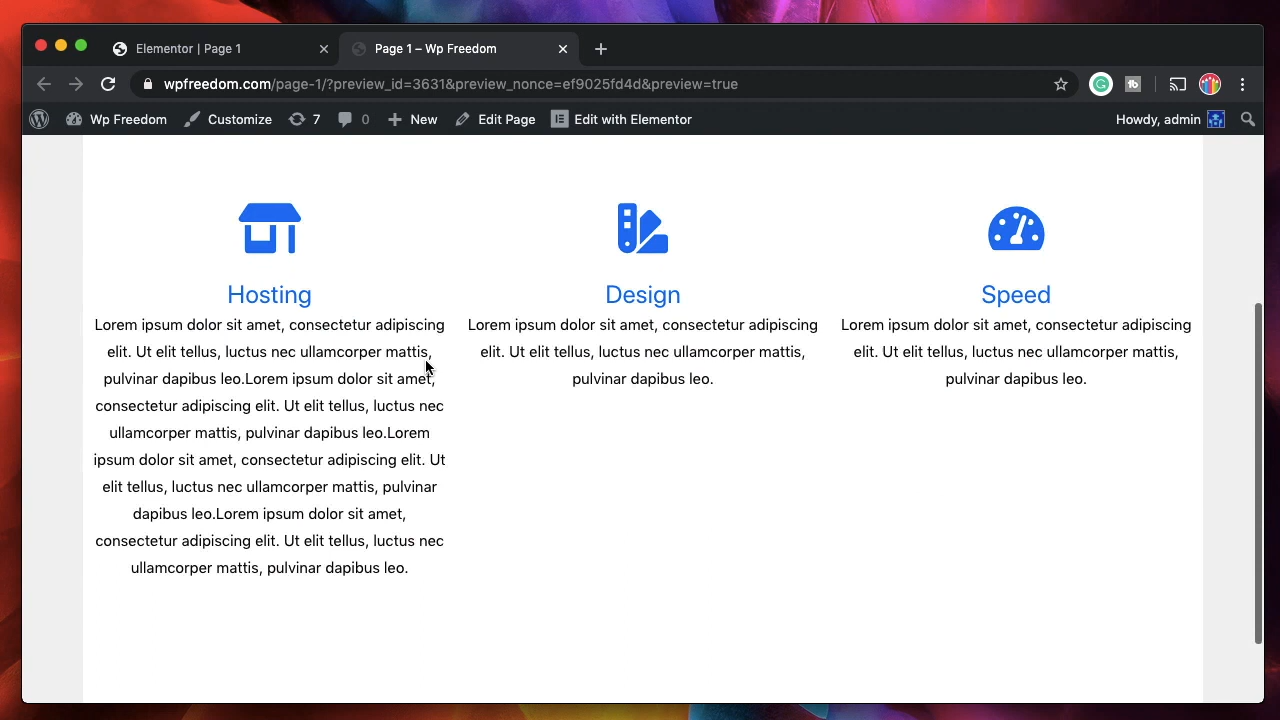 Elementor | Page 1
Page 1 – Wp Freedom
wpfreedom.com/page-1/?preview_id=3631&preview_nonce=ef9025fd4d&preview=true
Wp Freedom
Customize
7
0
New
Edit Page
Edit with Elementor
Howdy, admin
Hosting
Lorem ipsum dolor sit amet, consectetur adipiscing
elit. Ut elit tellus, luctus nec ullamcorper mattis,
pulvinar dapibus leo.Lorem ipsum dolor sit amet,
consectetur adipiscing elit. Ut elit tellus, luctus nec
ullamcorper mattis, pulvinar dapibus leo.Lorem
ipsum dolor sit amet, consectetur adipiscing elit. Ut
elit tellus, luctus nec ullamcorper mattis, pulvinar
dapibus leo.Lorem ipsum dolor sit amet,
consectetur adipiscing elit. Ut elit tellus, luctus nec
ullamcorper mattis, pulvinar dapibus leo.
Design
Lorem ipsum dolor sit amet, consectetur adipiscing
elit. Ut elit tellus, luctus nec ullamcorper mattis,
pulvinar dapibus leo.
Speed
Lorem ipsum dolor sit amet, consectetur adipiscing
elit. Ut elit tellus, luctus nec ullamcorper mattis,
pulvinar dapibus leo.